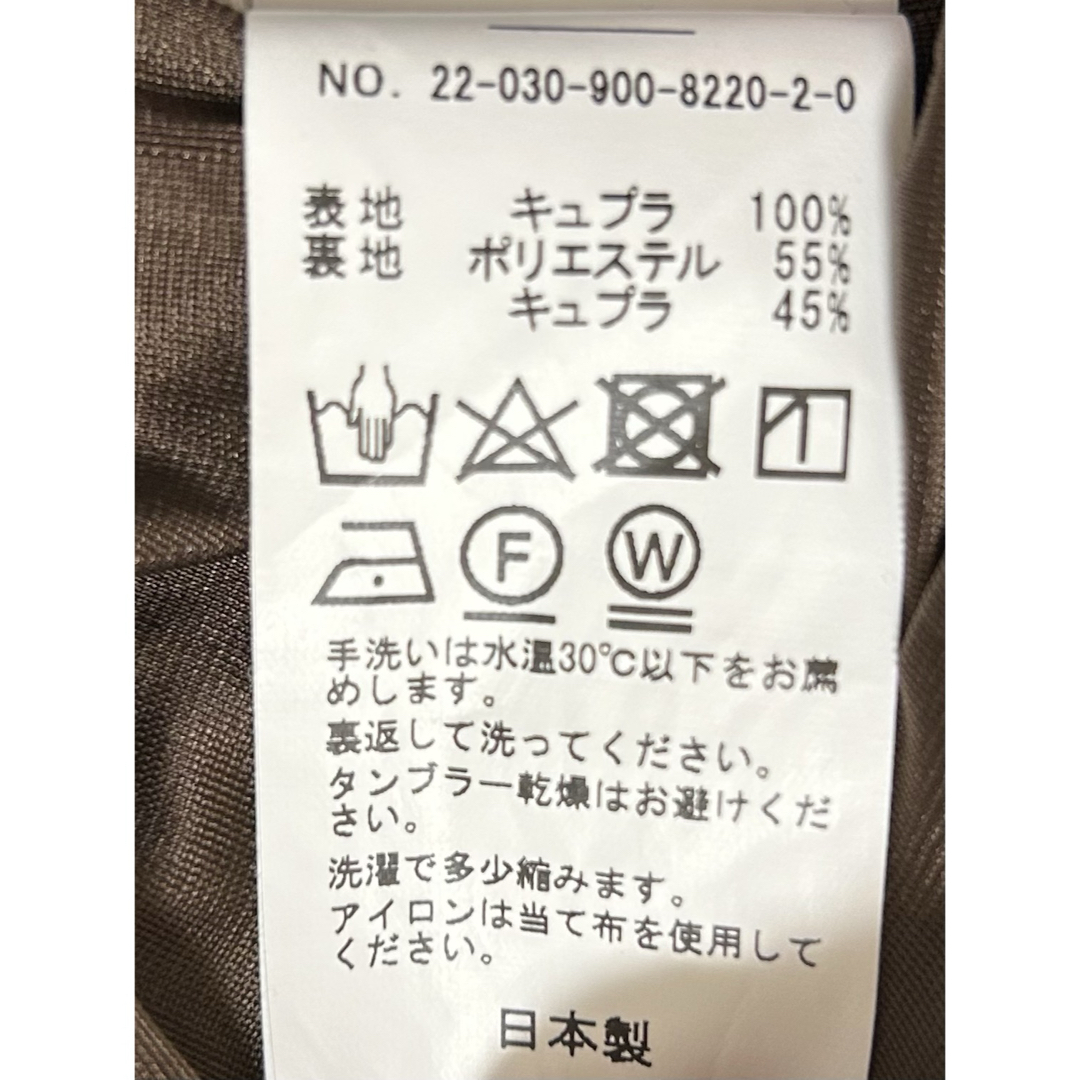 NO. 22-030-900-8220-2-0
表地 キュプラ 100%
裏地 ポリエステル 55%
キュプラ 45%
F W
手洗いは水温30℃以下をお薦
めします。
裏返して洗ってください。
タンブラー乾燥はお避けくだ
さい。
洗濯で多少縮みます。
アイロンは当て布を使用して
ください。
日本製